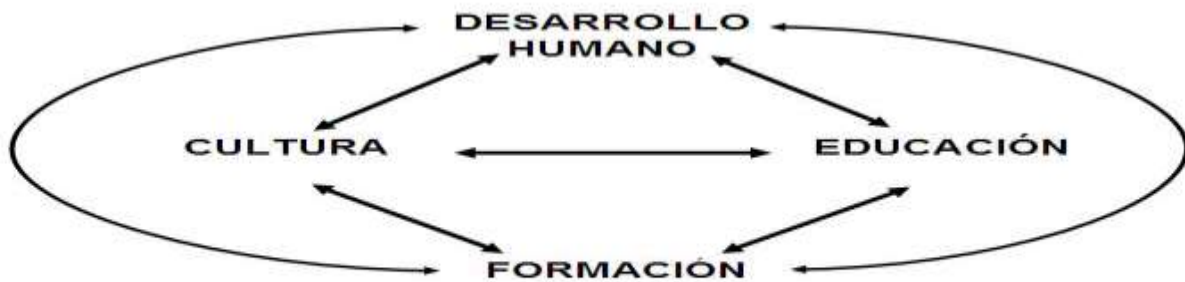 DESARROLLO
HUMANO
CULTURA
EDUCACIÓN
FORMACIÓN